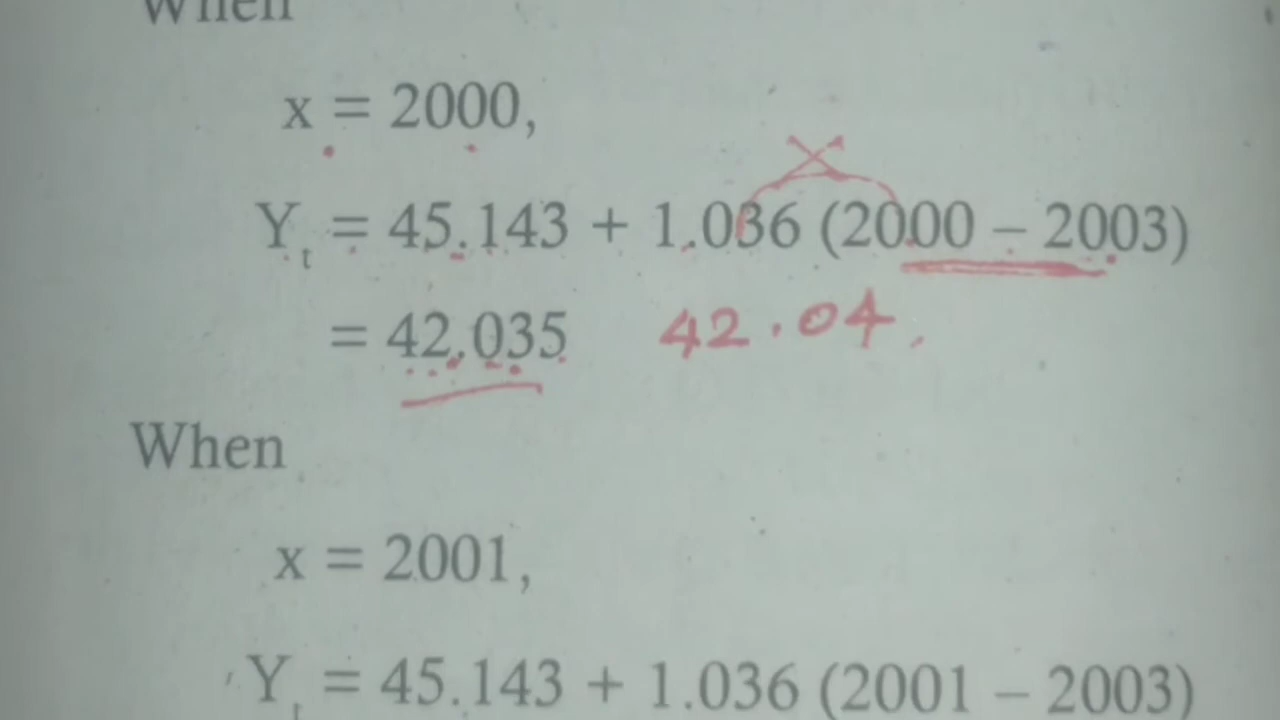 When
x = 2000,
×
Yt = 45.143 + 1.036 (2000 – 2003)
= 42.035 42.04.
When
x = 2001,
Yt = 45.143 + 1.036 (2001 – 2003)